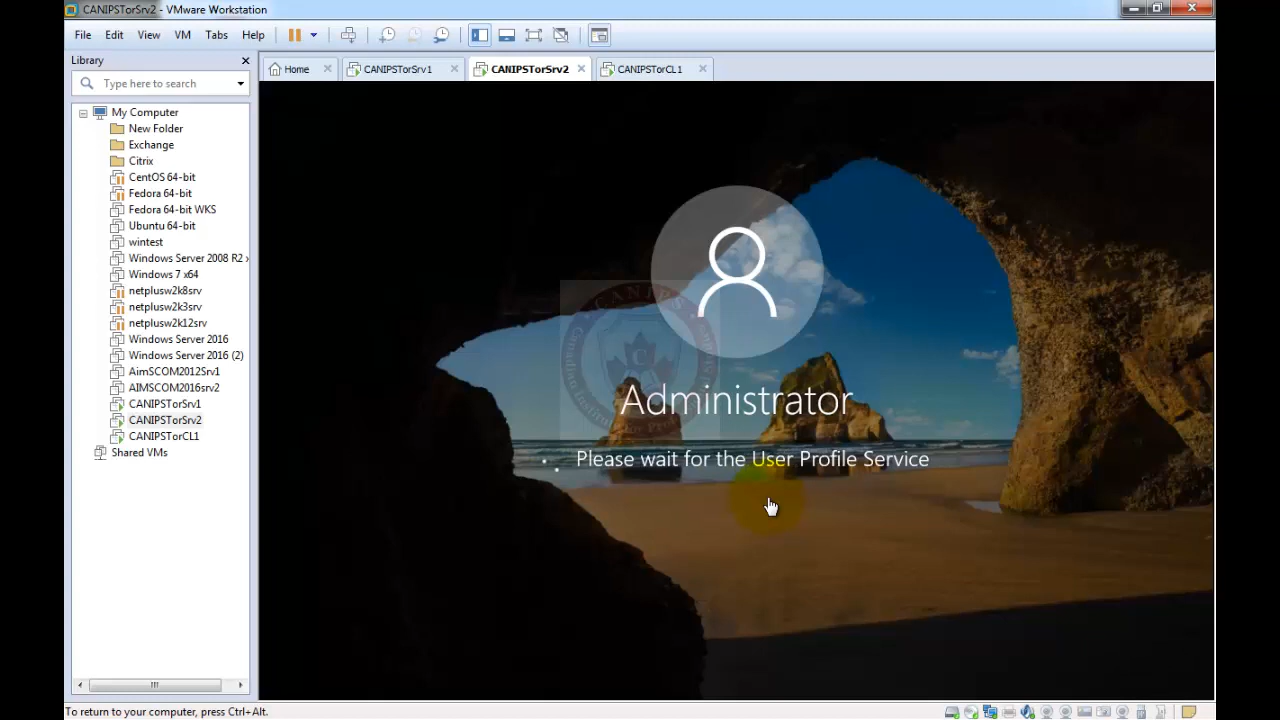 CANIPSTorSrv2 - VMware Workstation
File Edit View VM Tabs Help
Library
Type here to search
My Computer
New Folder
Exchange
Citrix
CentOS 64-bit
Fedora 64-bit
Fedora 64-bit WKS
Ubuntu 64-bit
wintest
Windows Server 2008 R2 x
Windows 7 x64
netplusw2k8srv
netplusw2k3srv
netplusw2k12srv
Windows Server 2016
Windows Server 2016 (2)
AimSCOM2012Srv1
AIMSCOM2016srv2
CANIPSTorSrv1
CANIPSTorSrv2
CANIPSTorCL1
Shared VMs
Home CANIPSTorSrv1 CANIPSTorSrv2 CANIPSTorCL1
CANIPS
C
Administrator
Please wait for the User Profile Service
To return to your computer, press Ctrl+Alt.